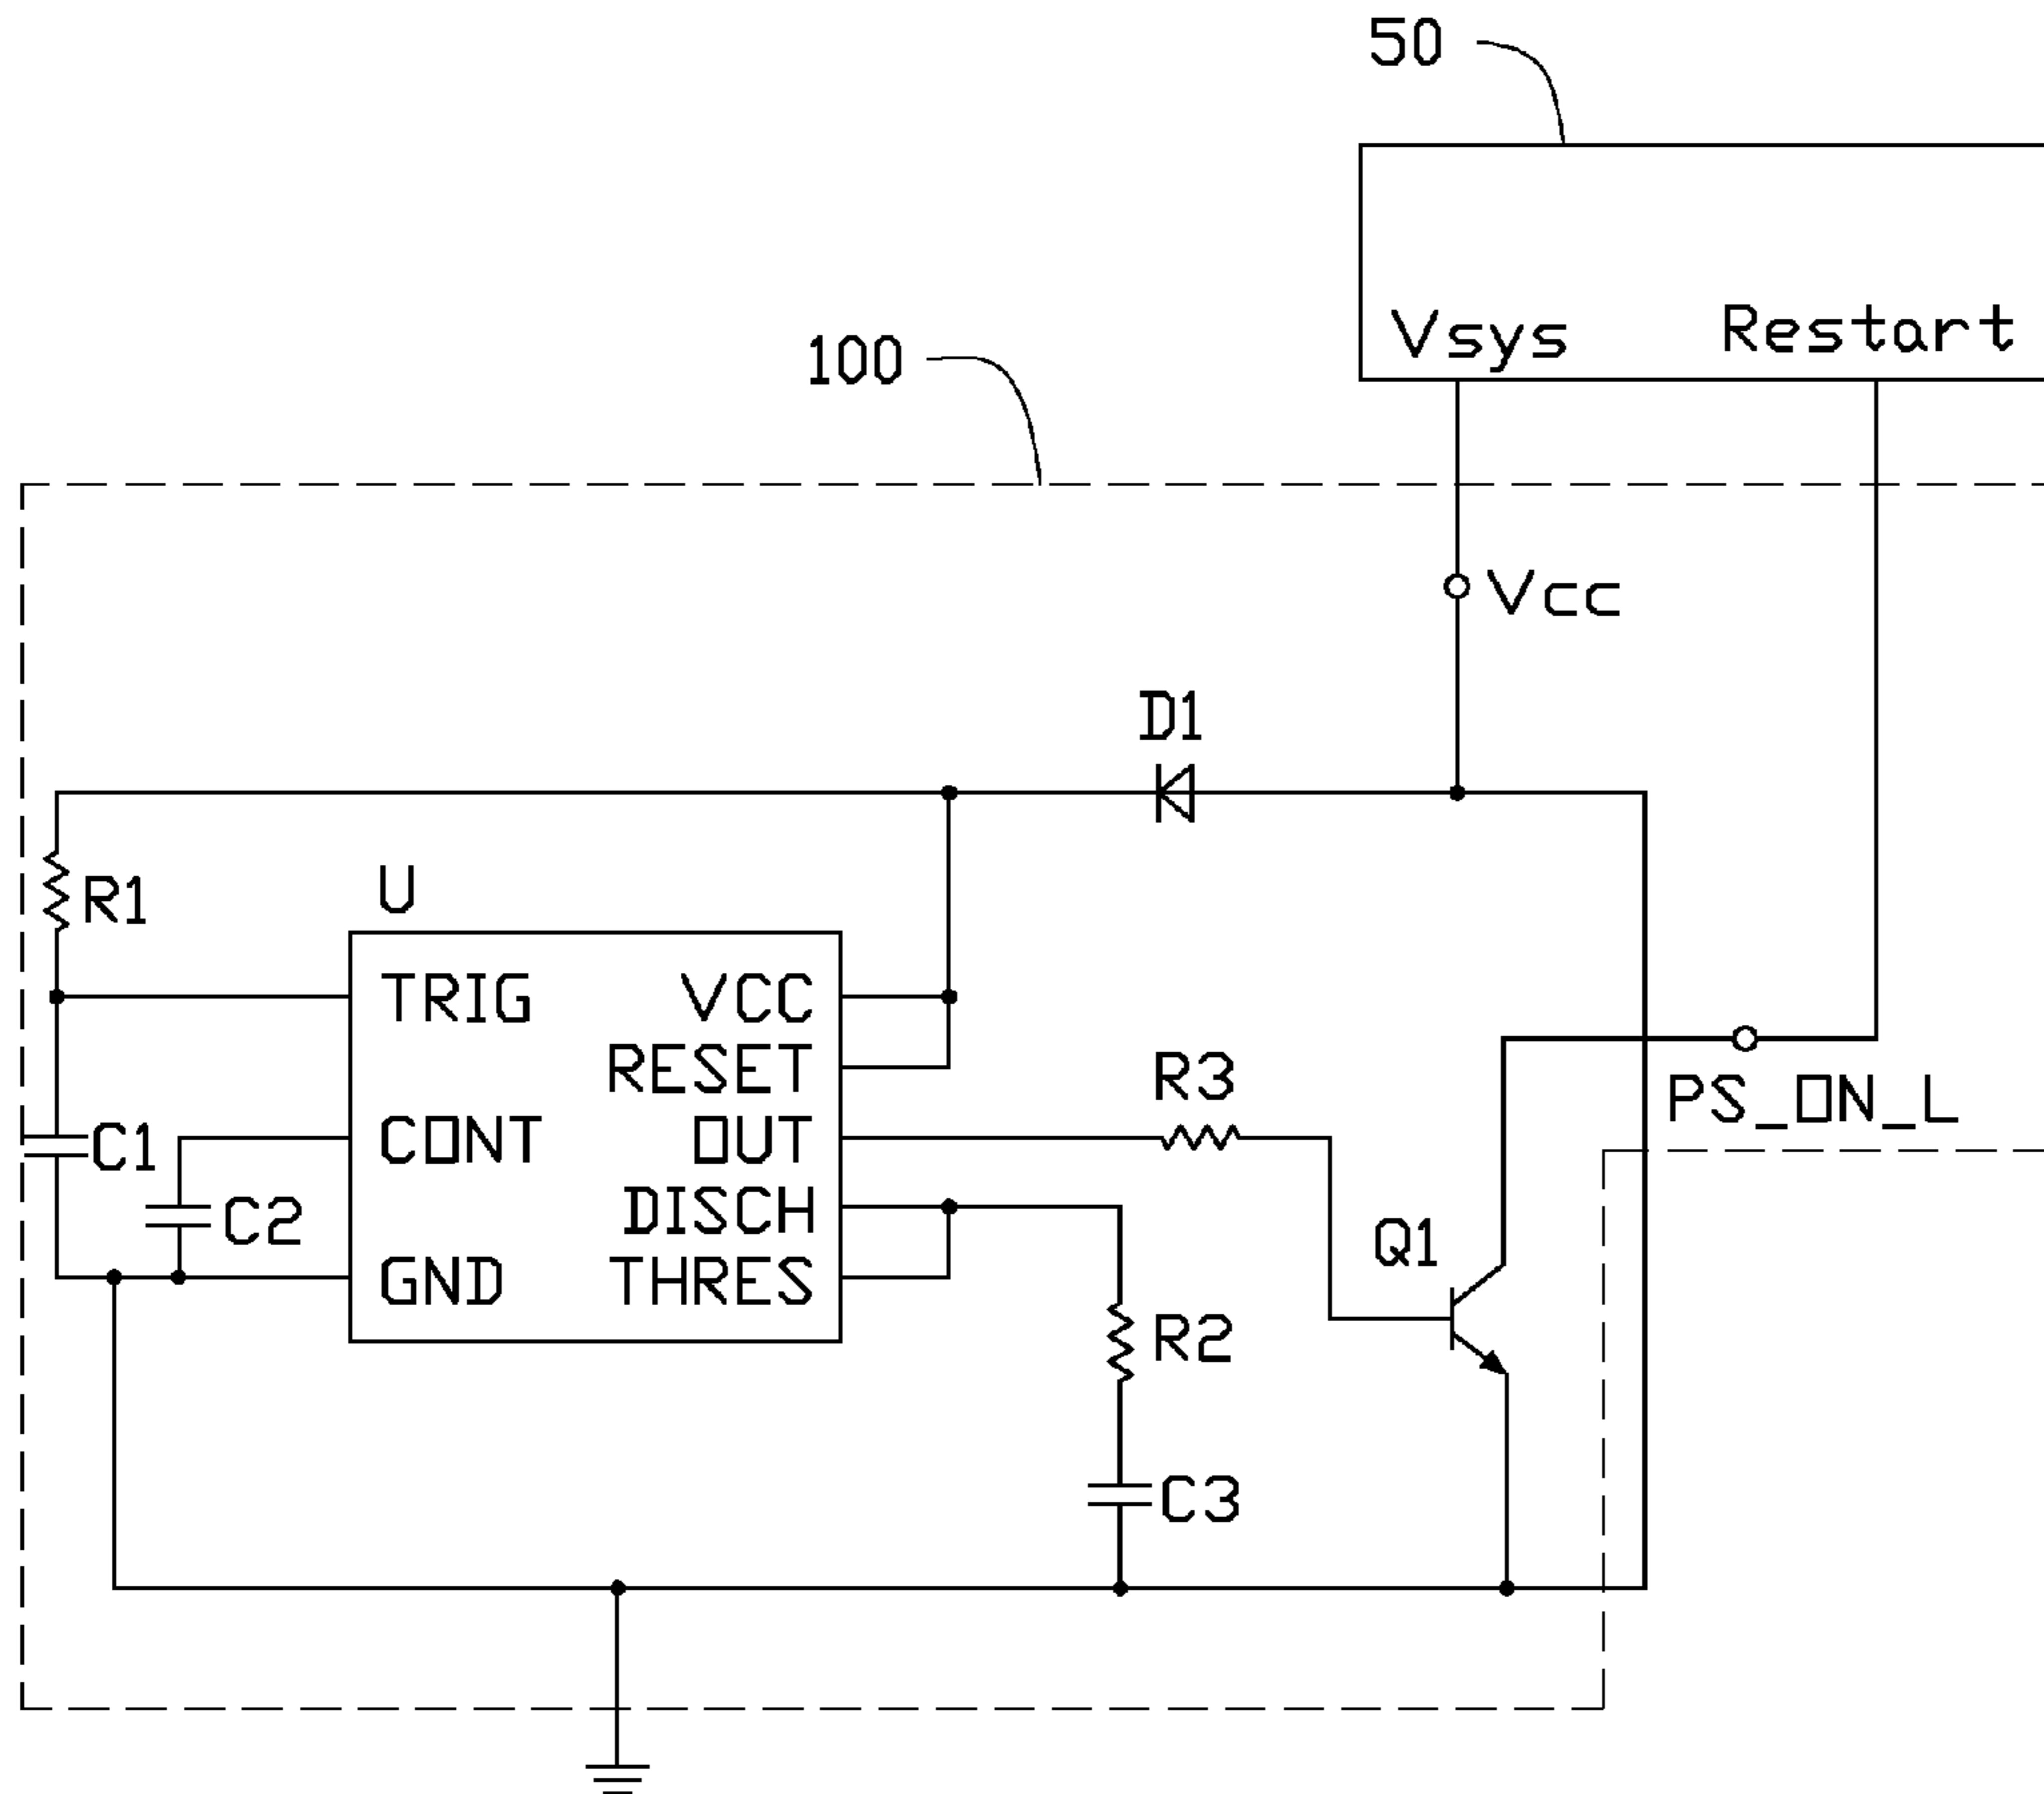 50
Vsys Restart
100
Vcc
D1
R1
U
TRIG VCC
RESET
R3
PS_ON_L
C1
CONT OUT
C2
DISCH
Q1
GND THRES
R2
C3